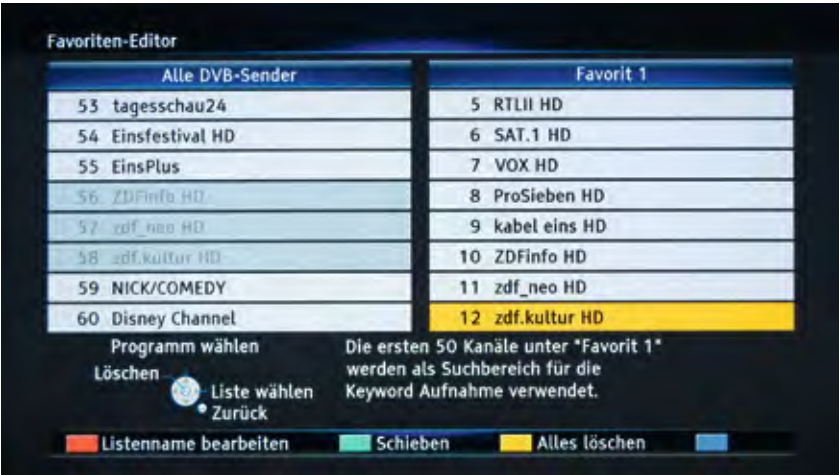 Favoriten-Editor
Alle DVB-Sender
53 tagesschau24
54 Einsfestival HD
55 EinsPlus
56 ZDFinfo HD
57 zdf_neo HD
58 zdf.kultur HD
59 NICK/COMEDY
60 Disney Channel
Favorit 1
5 RTLII HD
6 SAT.1 HD
7 VOX HD
8 ProSieben HD
9 kabel eins HD
10 ZDFinfo HD
11 zdf_neo HD
12 zdf.kultur HD
Programm wählen
Löschen
Liste wählen
Zurück
Die ersten 50 Kanäle unter "Favorit 1"
werden als Suchbereich für die
Keyword Aufnahme verwendet.
Listenname bearbeiten
Schieben
Alles löschen